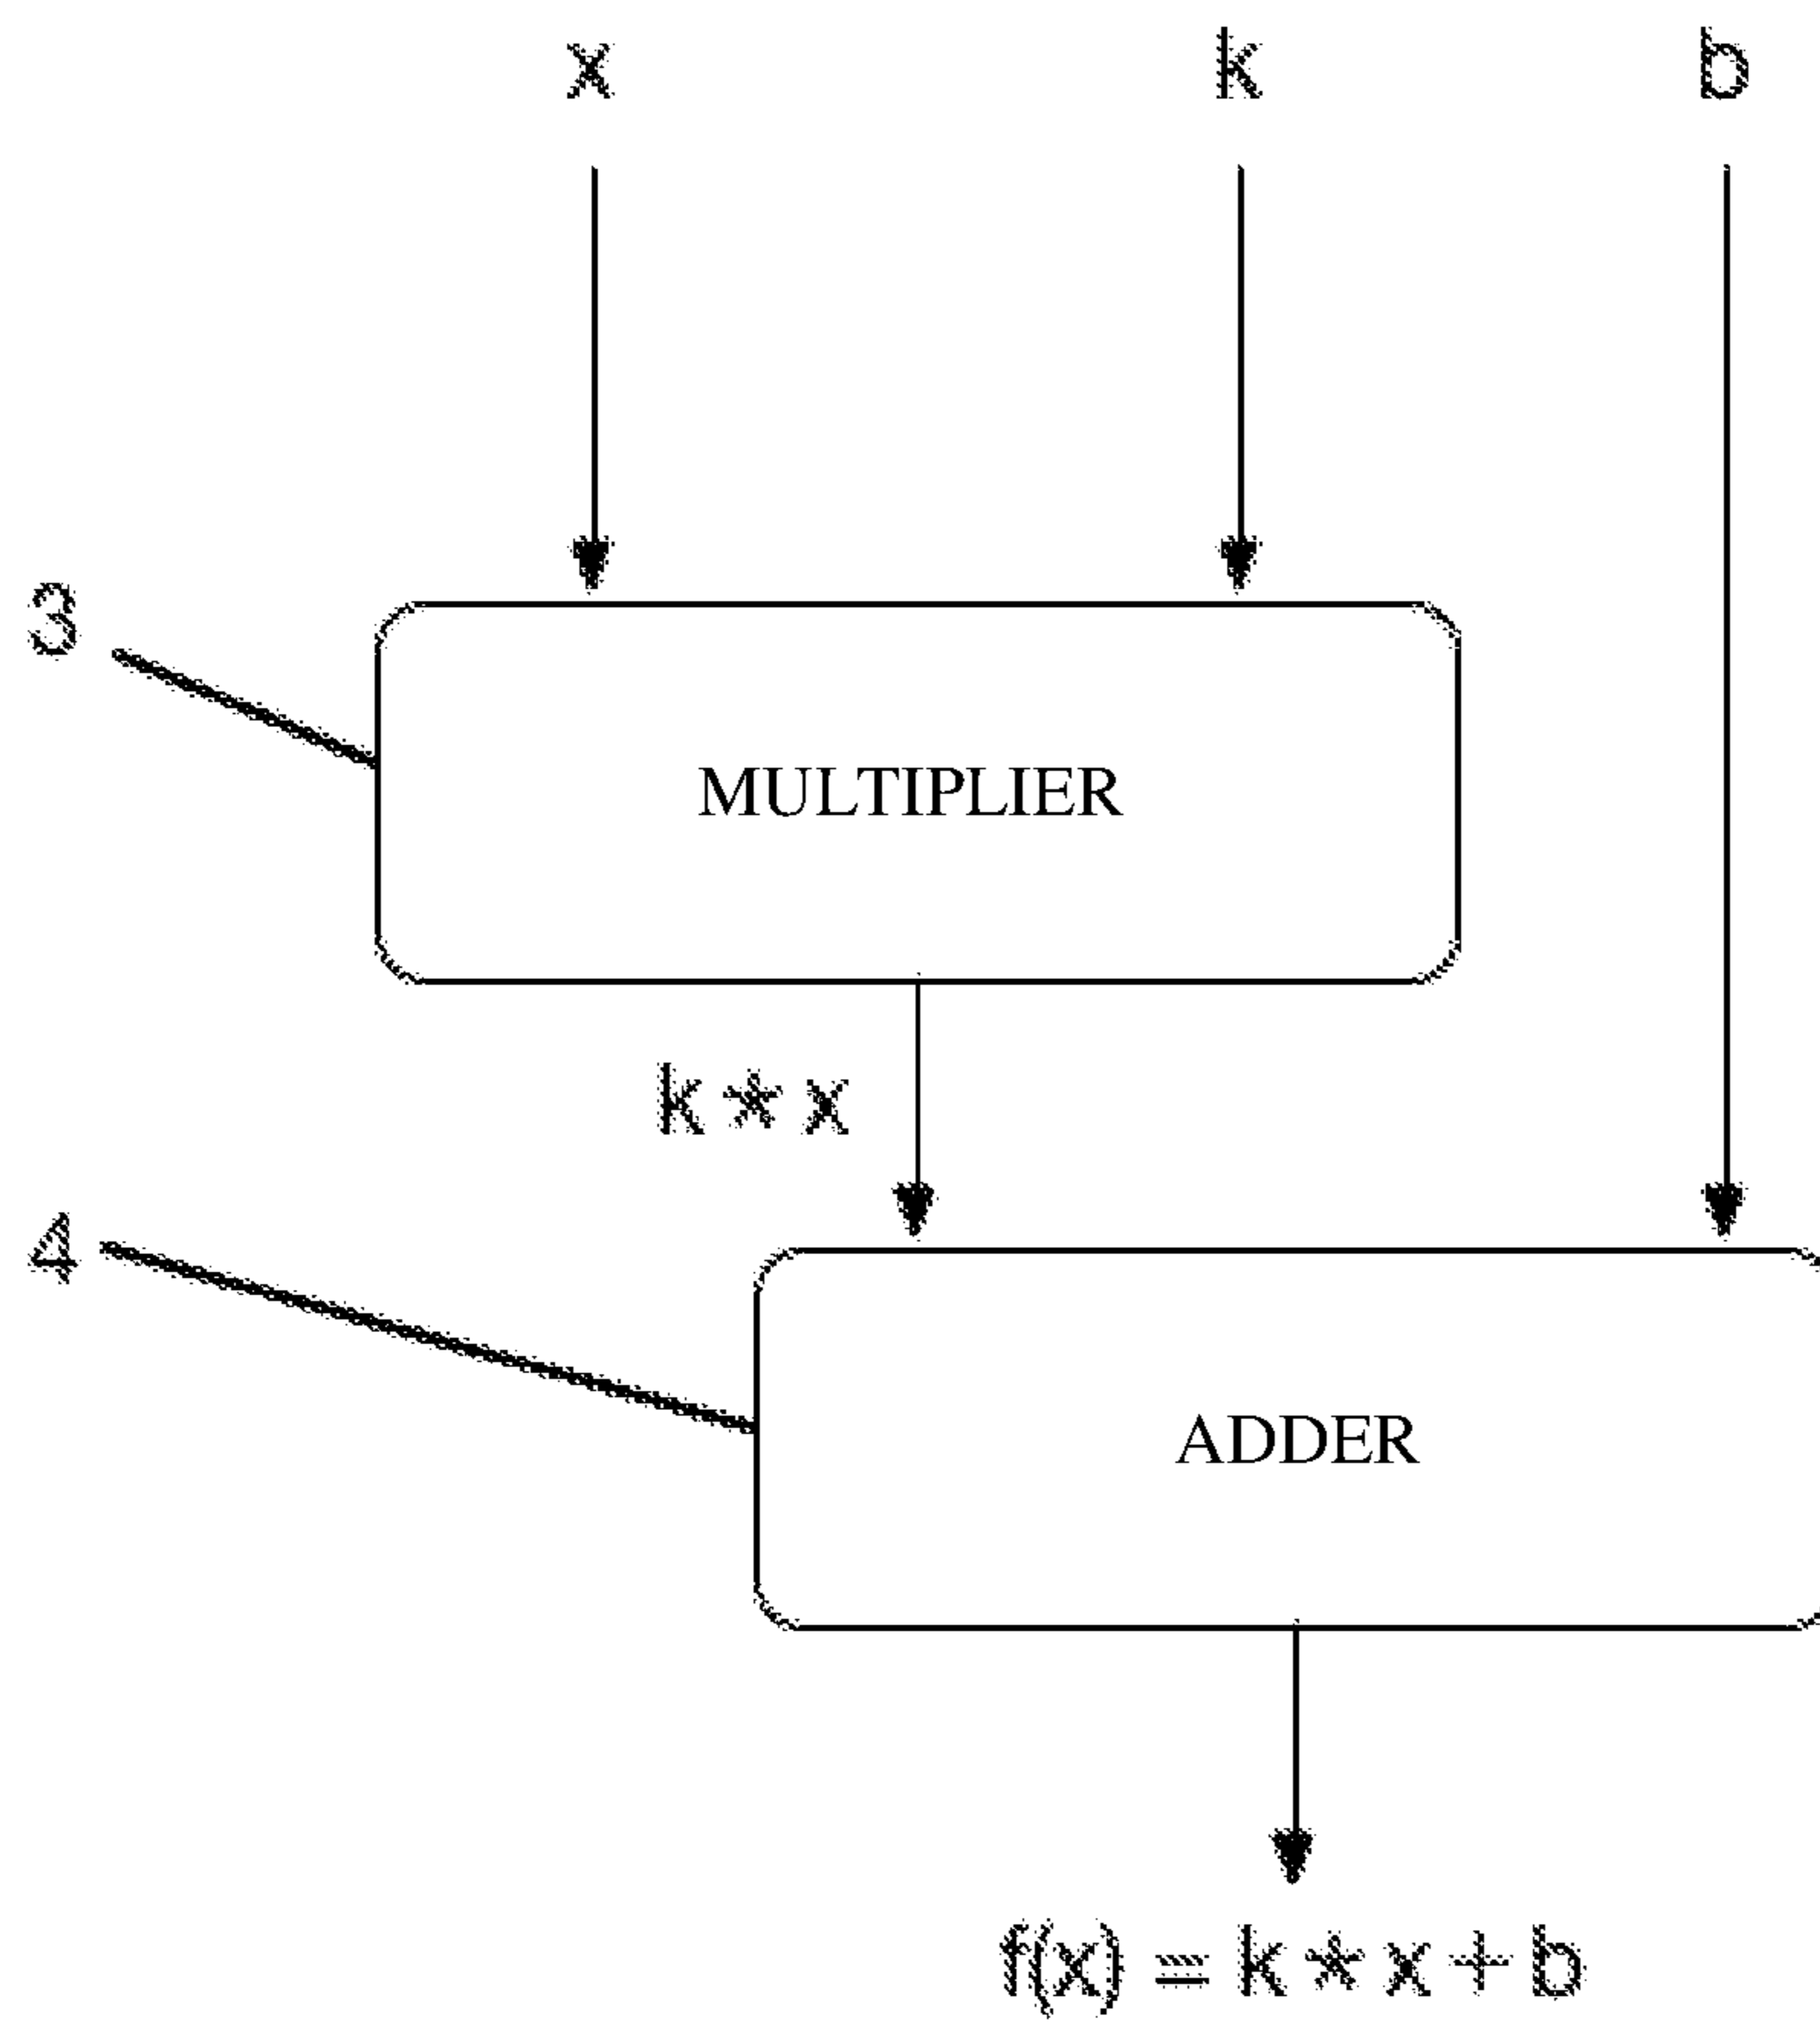 x k b
3
MULTIPLIER
k * x
4
ADDER
f(x) = k * x + b